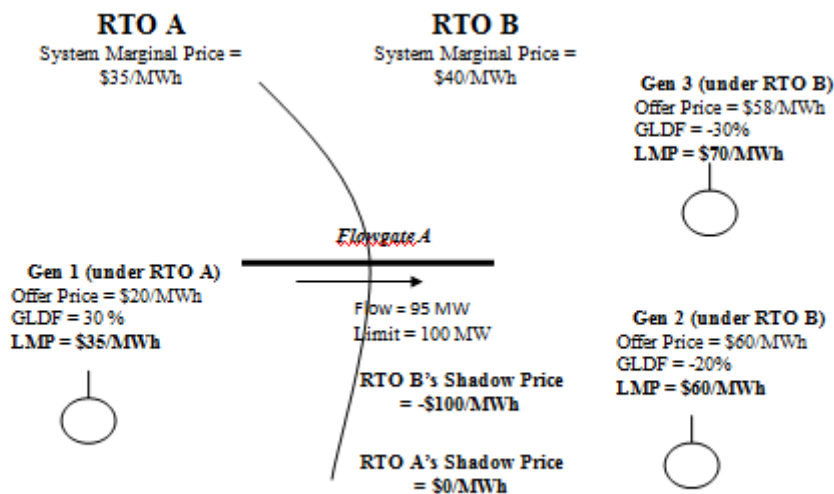 RTO A
System Marginal Price =
$35/MWh
RTO B
System Marginal Price =
$40/MWh
Gen 3 (under RTO B)
Offer Price = $58/MWh
GLDF = -30%
LMP = $70/MWh
Flowgate A
Gen 1 (under RTO A)
Offer Price = $20/MWh
GLDF = 30 %
LMP = $35/MWh
Flow = 95 MW
Limit = 100 MW
Gen 2 (under RTO B)
Offer Price = $60/MWh
GLDF = -20%
LMP = $60/MWh
RTO B's Shadow Price
= -$100/MWh
RTO A's Shadow Price
= $0/MWh